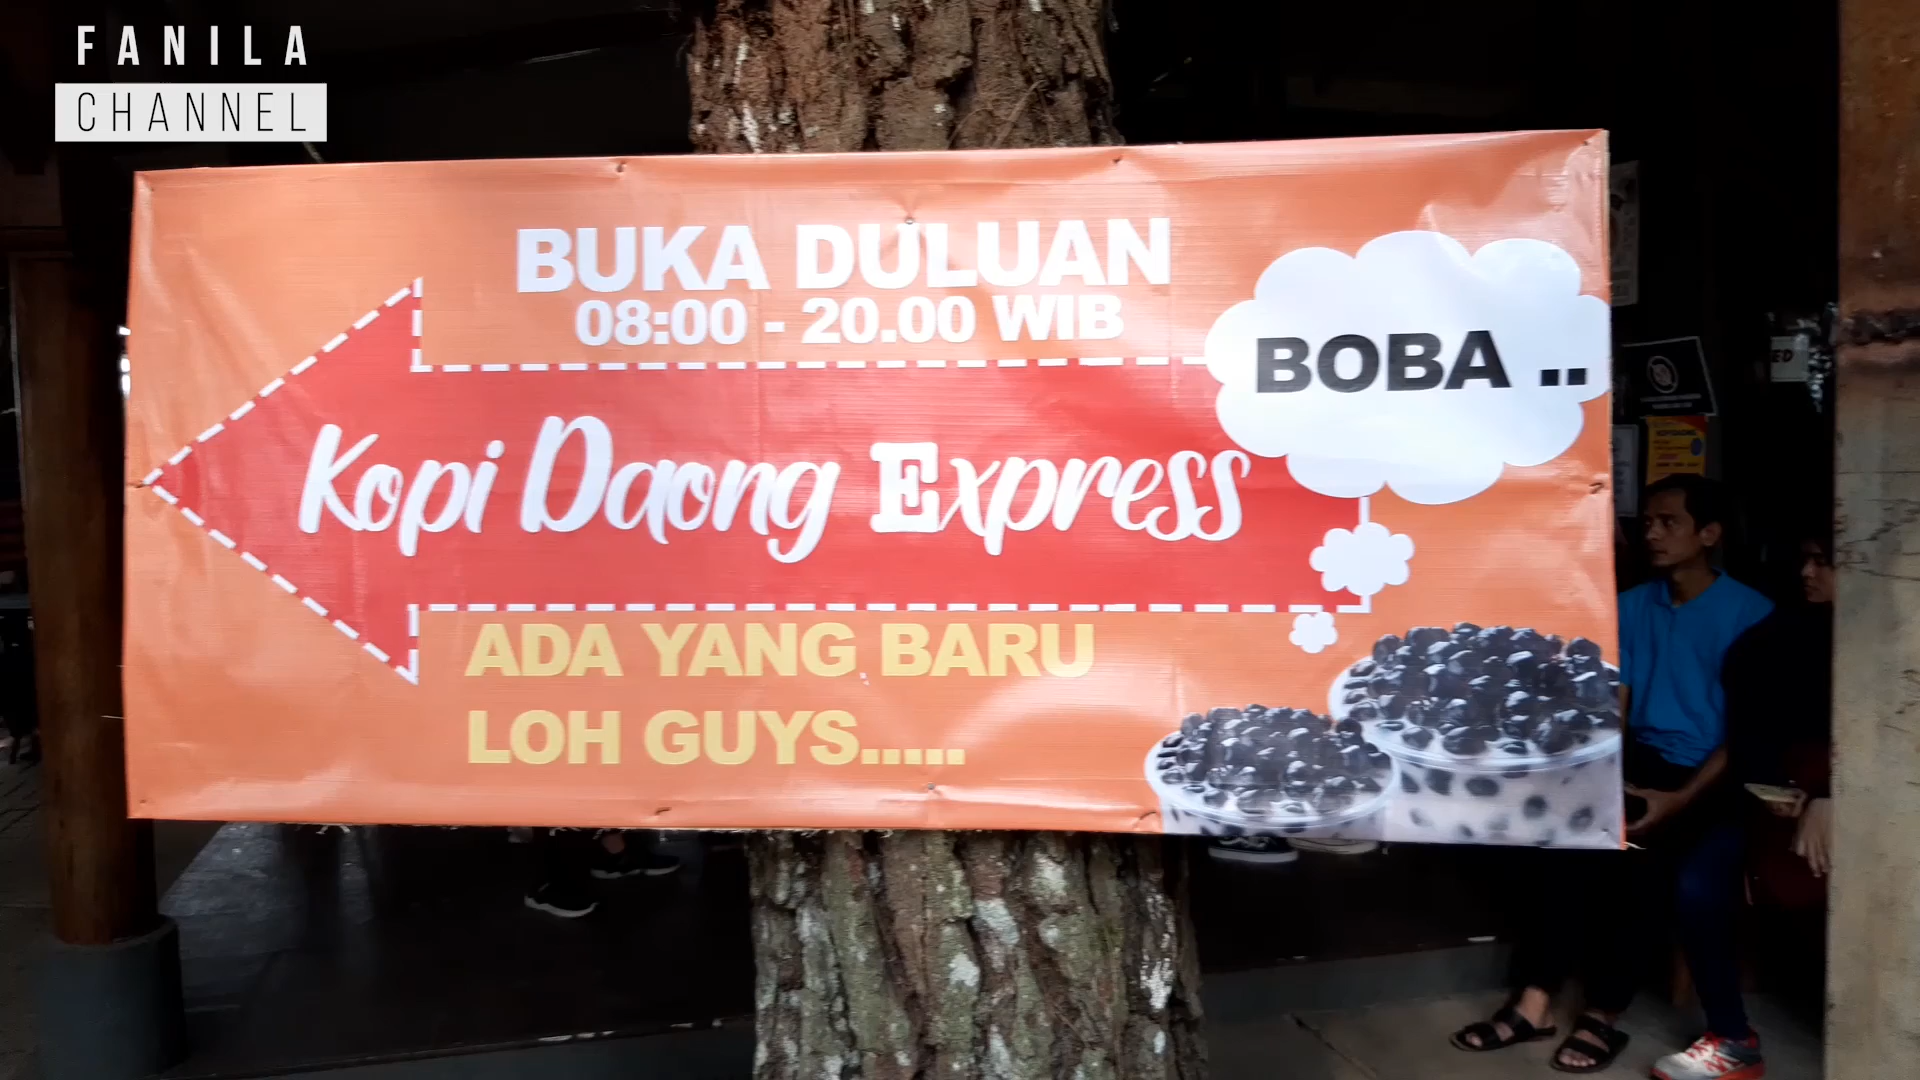 FANILA
CHANNEL
BUKA DULUAN
08:00 - 20.00 WIB
BOBA ..
Kopi Daong Express
ADA YANG BARU
LOH GUYS.....